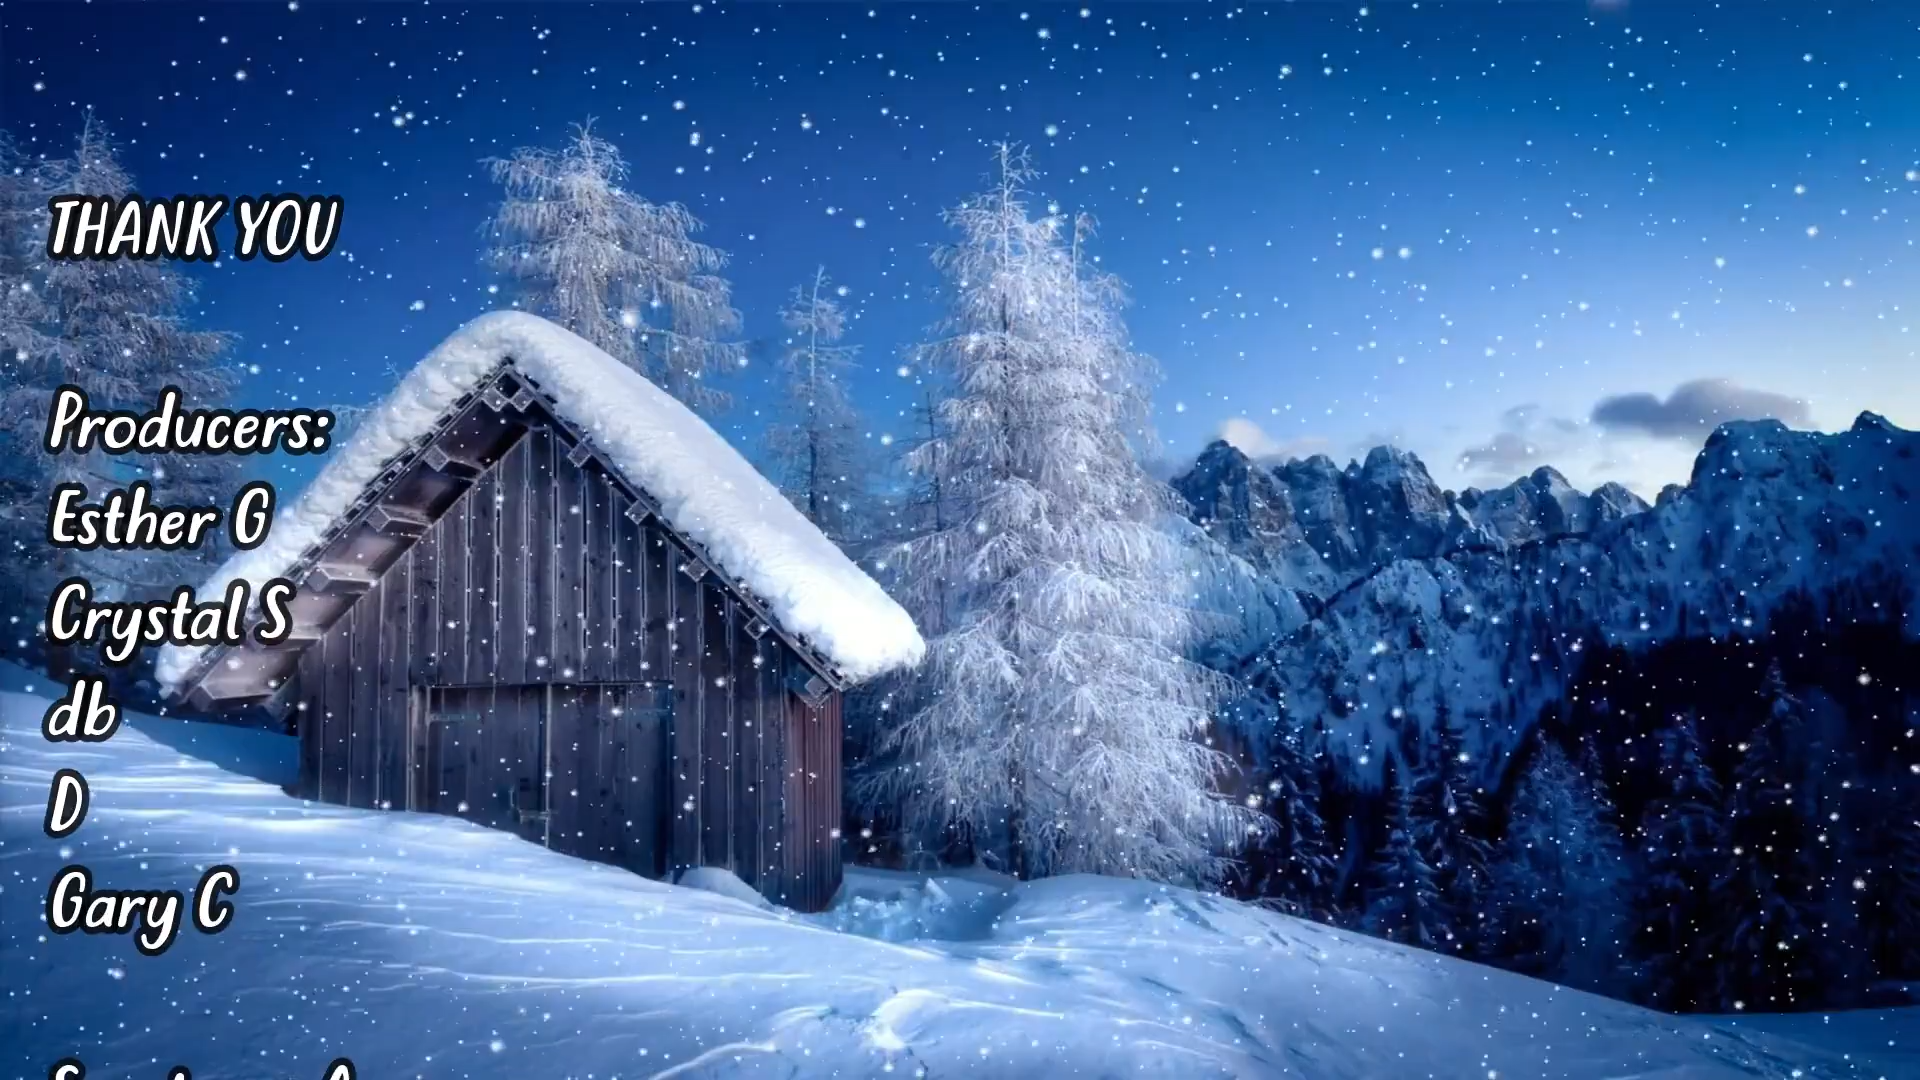 THANK YOU
Producers:
Esther G
Crystal S
db
D
Gary C